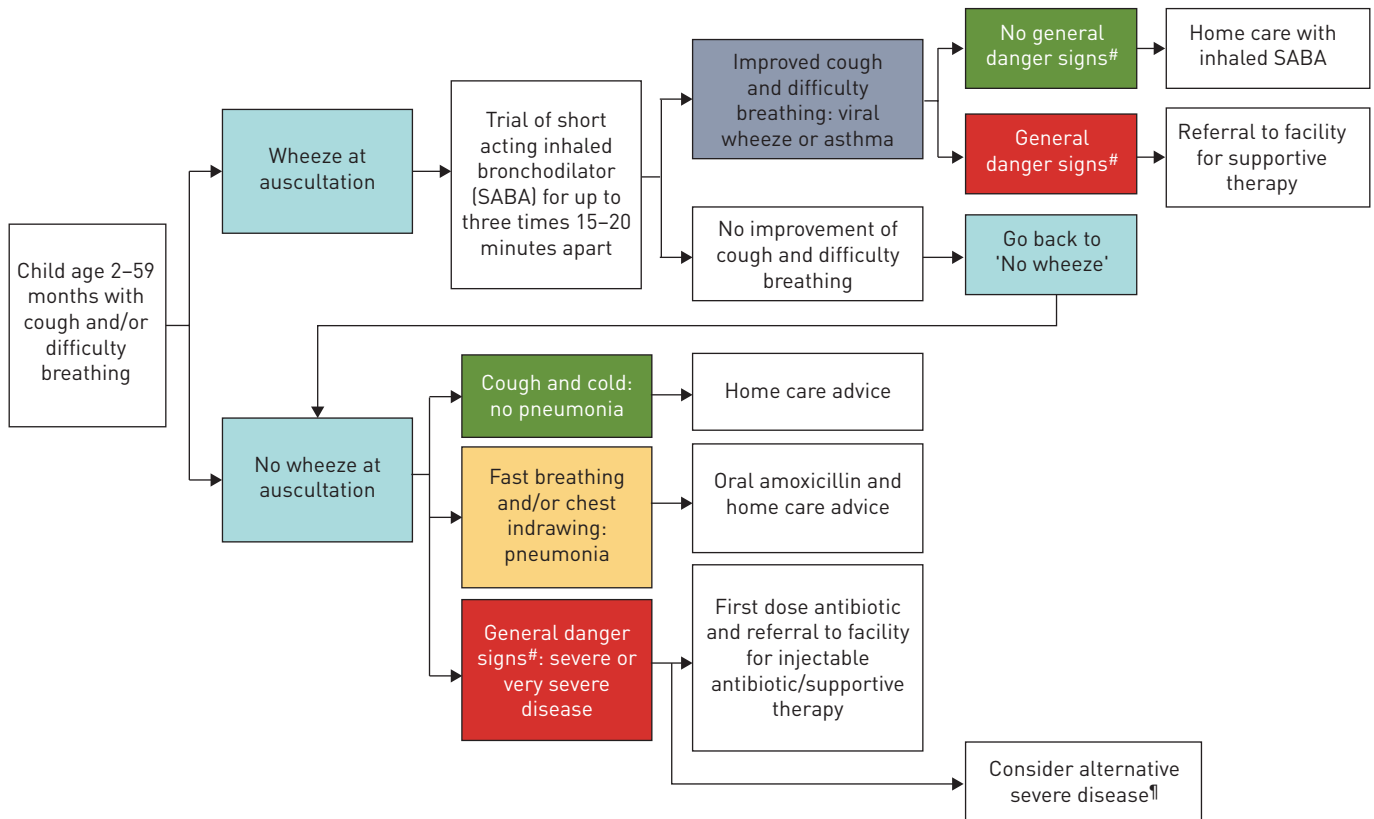 Child age 2–59
months with
cough and/or
difficulty
breathing
Wheeze at
auscultation
Trial of short
acting inhaled
bronchodilator
(SABA) for up to
three times 15–20
minutes apart
Improved cough
and difficulty
breathing: viral
wheeze or asthma
No general
danger signs#
Home care with
inhaled SABA
General
danger signs#
Referral to facility
for supportive
therapy
No improvement of
cough and difficulty
breathing
Go back to
'No wheeze'
No wheeze at
auscultation
Cough and cold:
no pneumonia
Home care advice
Fast breathing
and/or chest
indrawing:
pneumonia
Oral amoxicillin and
home care advice
General danger
signs#: severe or
very severe
disease
First dose antibiotic
and referral to facility
for injectable
antibiotic/supportive
therapy
Consider alternative
severe disease¶